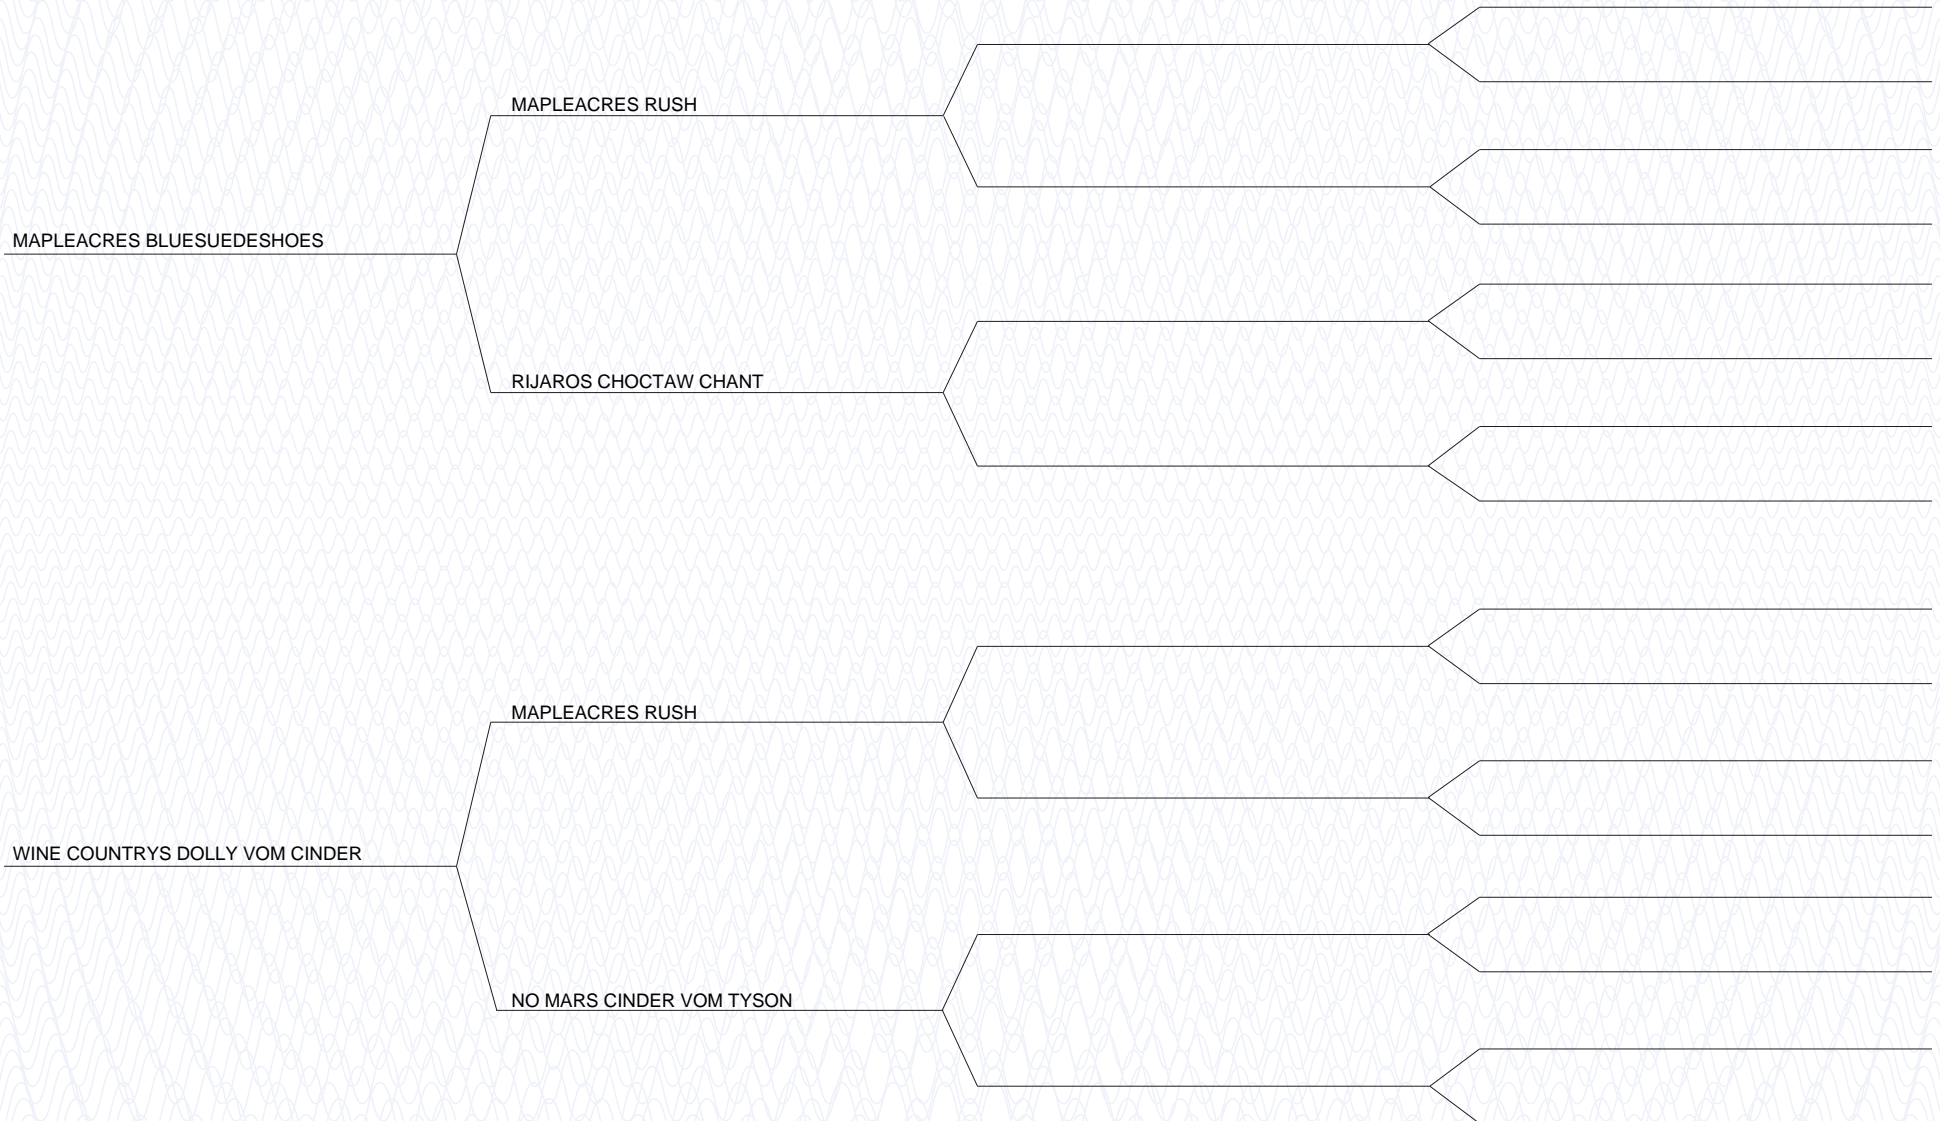 MAPLEACRES RUSH
MAPLEACRES BLUESUEDESHOES
RIJAROS CHOCTAW CHANT
MAPLEACRES RUSH
WINE COUNTRYS DOLLY VOM CINDER
NO MARS CINDER VOM TYSON